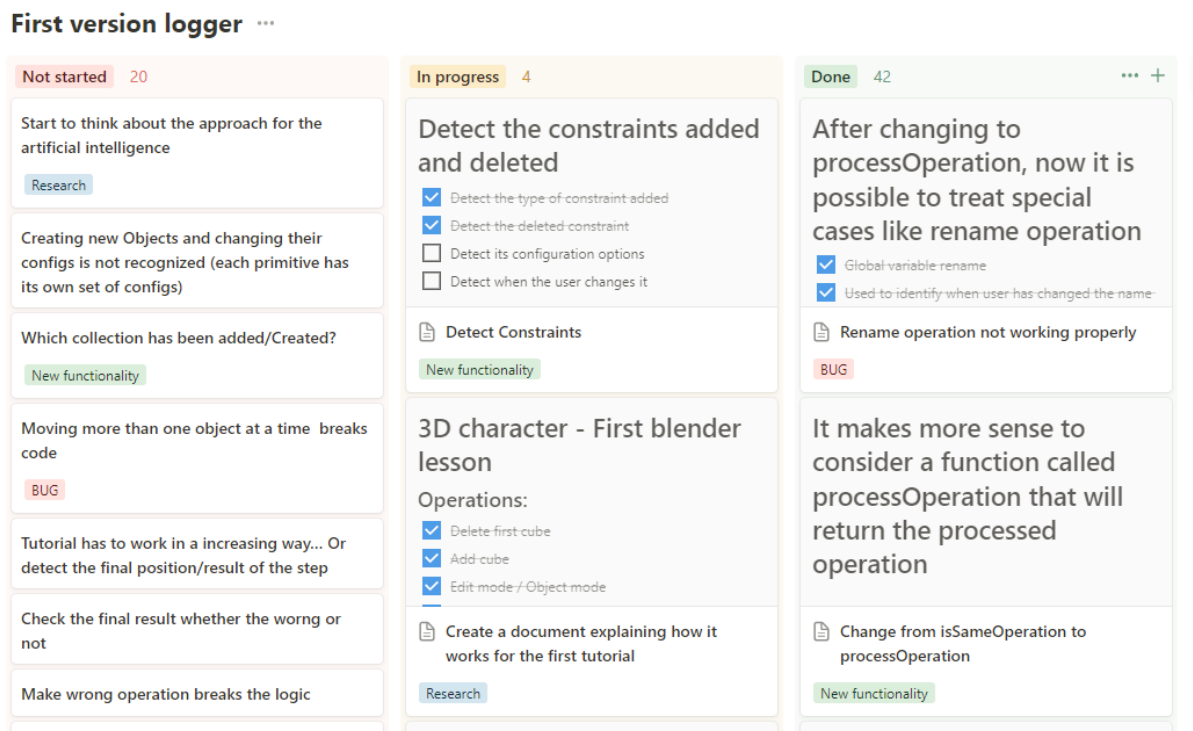 First version logger
Not started 20
Start to think about the approach for the
artificial intelligence
Research
Creating new Objects and changing their
configs is not recognized (each primitive has
its own set of configs)
Which collection has been added/Created?
New functionality
Moving more than one object at a time breaks
code
BUG
Tutorial has to work in a increasing way... Or
detect the final position/result of the step
Check the final result whether the worng or
not
Make wrong operation breaks the logic
In progress 4
Detect the constraints added
and deleted
Detect the type of constraint added
Detect the deleted constraint
Detect its configuration options
Detect when the user changes it
Detect Constraints
New functionality
3D character - First blender
lesson
Operations:
Delete first cube
Add cube
Edit mode / Object mode
Create a document explaining how it
works for the first tutorial
Research
Done 42
After changing to
processOperation, now it is
possible to treat special
cases like rename operation
Global variable rename
Used to identify when user has changed the name
Rename operation not working properly
BUG
It makes more sense to
consider a function called
processOperation that will
return the processed
operation
Change from isSameOperation to
processOperation
New functionality